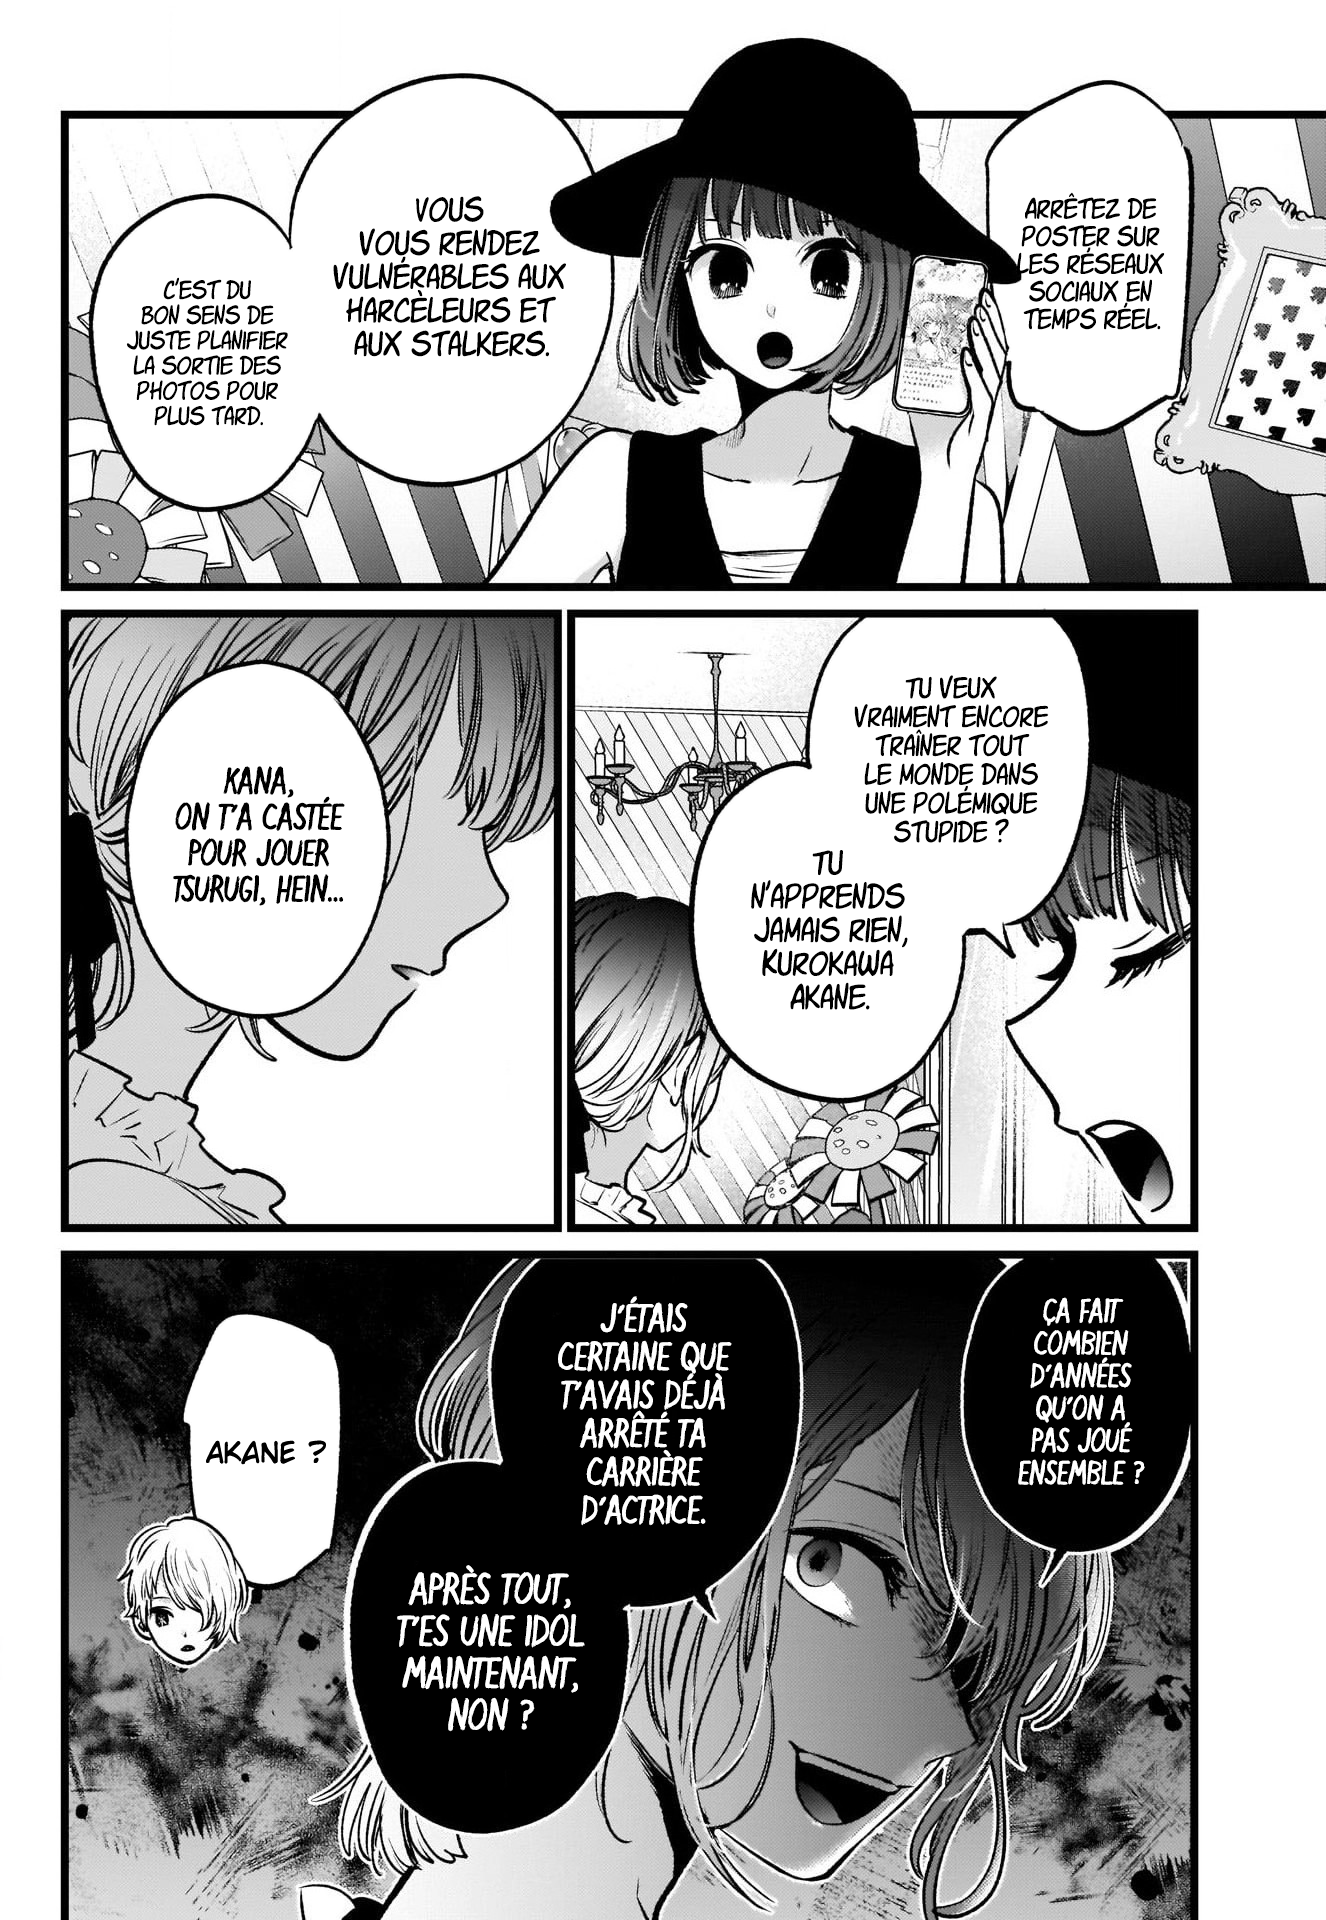 ARRÊTEZ DE
POSTER SUR
LES RÉSEAUX
SOCIAUX EN
TEMPS RÉEL.
VOUS
VOUS RENDEZ
VULNÉRABLES AUX
HARCÈLEURS ET
AUX STALKERS.
C'EST DU
BON SENS DE
JUSTE PLANIFIER
LA SORTIE DES
PHOTOS POUR
PLUS TARD.
TU VEUX
VRAIMENT ENCORE
TRAÎNER TOUT
LE MONDE DANS
UNE POLÉMIQUE
STUPIDE ?
TU
N'APPRENDS
JAMAIS RIEN,
KUROKAWA
AKANE.
KANA,
ON T'A CASTÉE
POUR JOUER
TSURUGI, HEIN...
ÇA FAIT
COMBIEN
D'ANNÉES
QU'ON A
PAS JOUÉ
ENSEMBLE ?
J'ÉTAIS
CERTAINE QUE
T'AVAIS DÉJÀ
ARRÊTÉ TA
CARRIÈRE
D'ACTRICE.
APRÈS TOUT,
T'ES UNE IDOL
MAINTENANT,
NON ?
AKANE ?